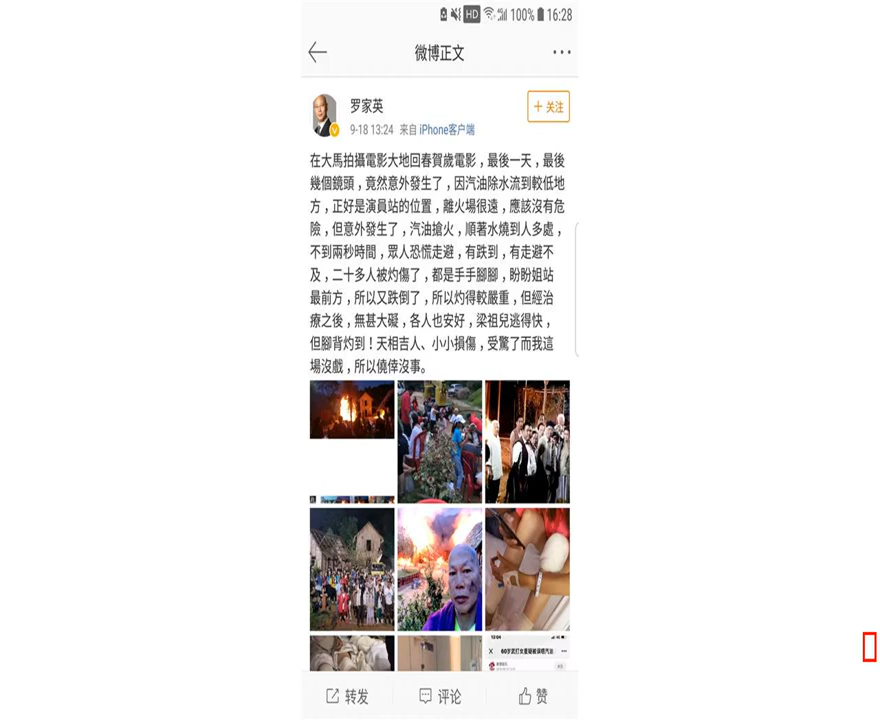 HD 4G 100% 16:28
微博正文
罗家英
+ 关注
9-18 13:24 来自 iPhone客户端
在大馬拍攝電影大地回春賀歲電影，最後一天，最後
幾個鏡頭，竟然意外發生了，因汽油除水流到較低地
方，正好是演員站的位置，離火場很遠，應該沒有危
險，但意外發生了，汽油搶火，順著水燒到人多處，
不到兩秒時間，眾人恐慌走避，有跌到，有走避不
及，二十多人被灼傷了，都是手手腳腳，盼盼姐站
最前方，所以又跌倒了，所以灼得較嚴重，但經治
療之後，無甚大礙，各人也安好，梁祖兒逃得快，
但腳背灼到！天相吉人、小小損傷，受驚了而我這
場沒戲，所以僥倖沒事。
转发
评论
赞